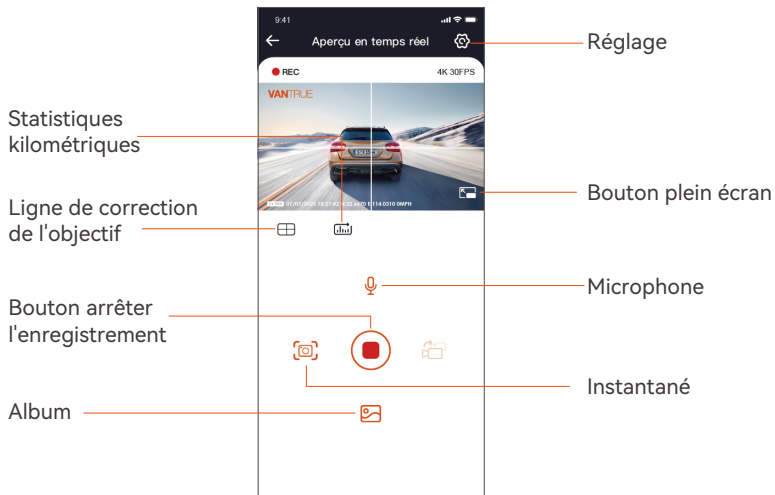 9:41
Aperçu en temps réel
Réglage
REC
4K 30FPS
VANTRUE
Statistiques
kilométriques
Bouton plein écran
Ligne de correction
de l'objectif
Microphone
Bouton arrêter
l'enregistrement
Instantané
Album